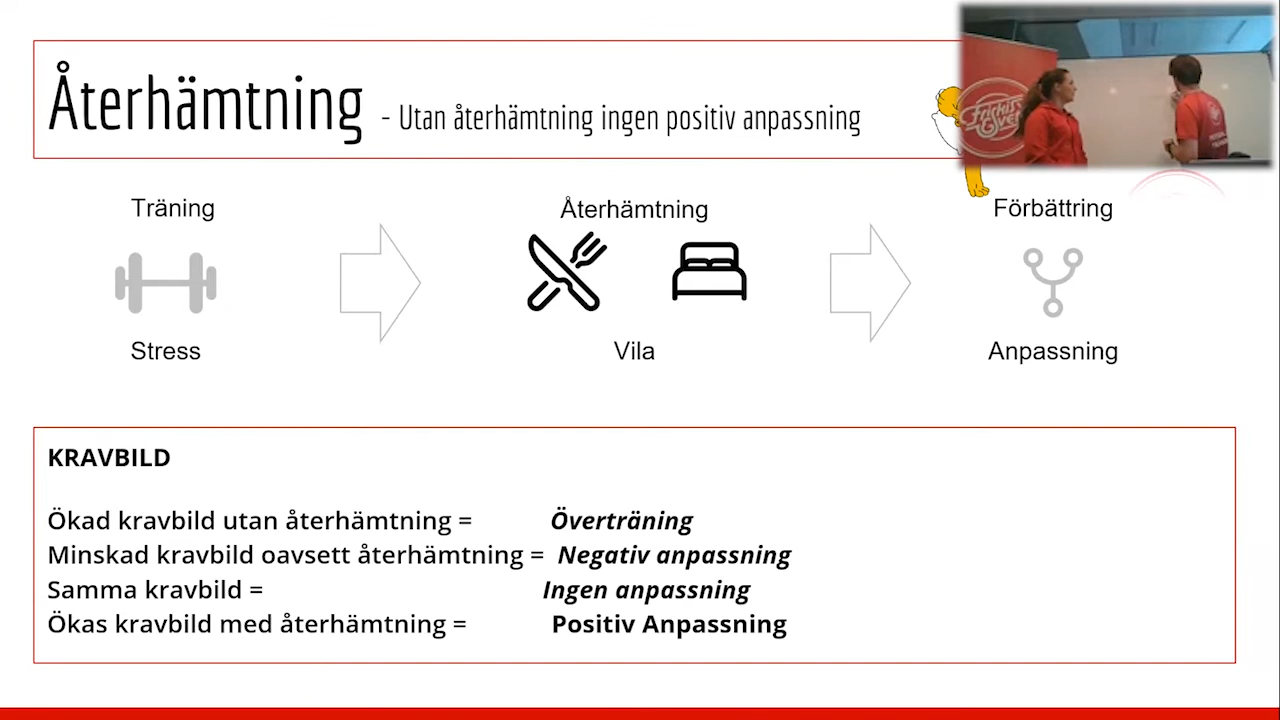 Återhämtning - Utan återhämtning ingen positiv anpassning
Träning
Återhämtning
Förbättring
Stress
Vila
Anpassning
KRAVBILD
Ökad kravbild utan återhämtning = Överträning
Minskad kravbild oavsett återhämtning = Negativ anpassning
Samma kravbild = Ingen anpassning
Ökas kravbild med återhämtning = Positiv Anpassning